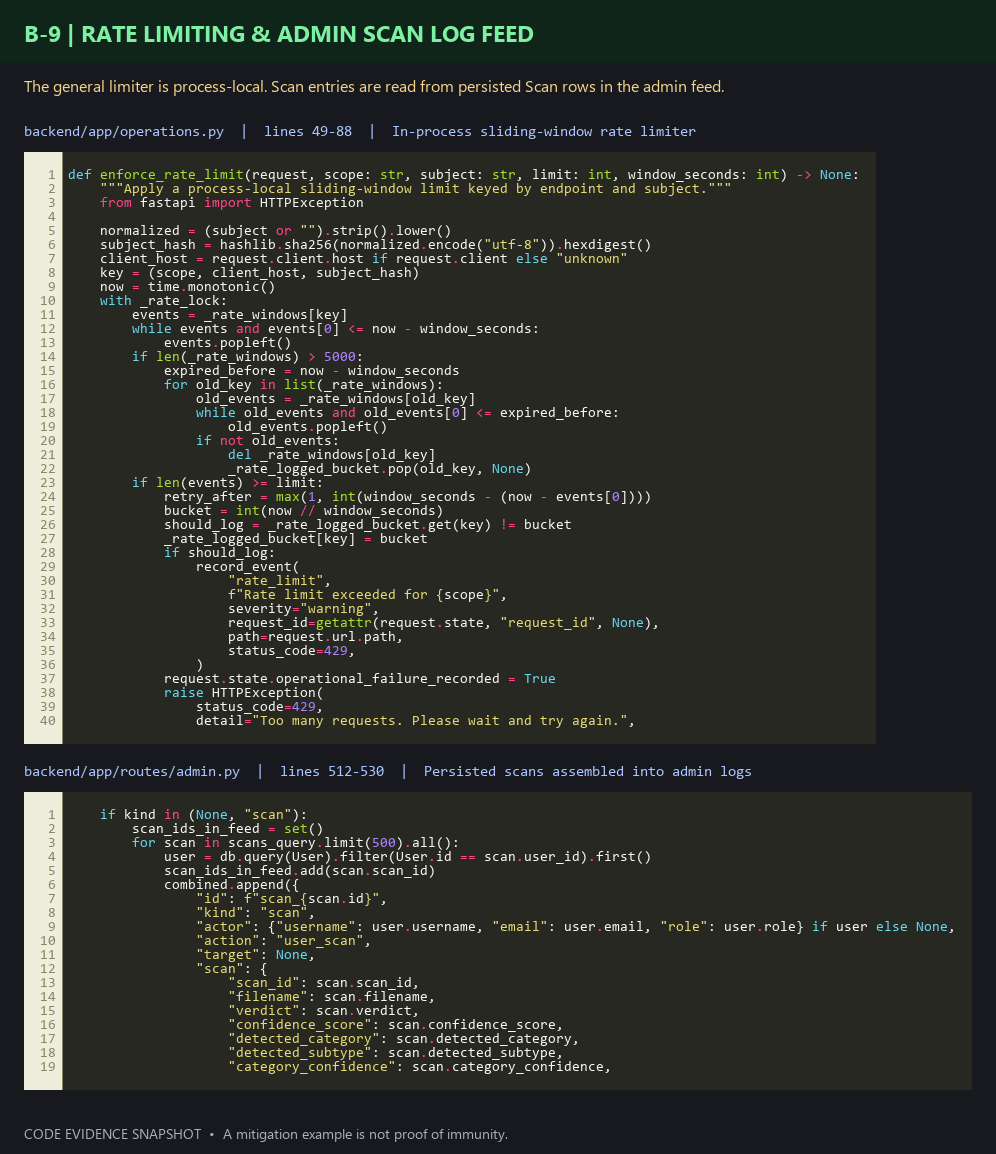 B-9 | RATE LIMITING & ADMIN SCAN LOG FEED
The general limiter is process-local. Scan entries are read from persisted Scan rows in the admin feed.
backend/app/operations.py | lines 49-88 | In-process sliding-window rate limiter
1 def enforce_rate_limit(request, scope: str, subject: str, limit: int, window_seconds: int) -> None:
2     """Apply a process-local sliding-window limit keyed by endpoint and subject."""
3     from fastapi import HTTPException
4
5     normalized = (subject or "").strip().lower()
6     subject_hash = hashlib.sha256(normalized.encode("utf-8")).hexdigest()
7     client_host = request.client.host if request.client else "unknown"
8     key = (scope, client_host, subject_hash)
9     now = time.monotonic()
10     with _rate_lock:
11         events = _rate_windows[key]
12         while events and events[0] <= now - window_seconds:
13             events.popleft()
14         if len(_rate_windows) > 5000:
15             expired_before = now - window_seconds
16             for old_key in list(_rate_windows):
17                 old_events = _rate_windows[old_key]
18                 while old_events and old_events[0] <= expired_before:
19                     old_events.popleft()
20                 if not old_events:
21                     del _rate_windows[old_key]
22                     _rate_logged_bucket.pop(old_key, None)
23         if len(events) >= limit:
24             retry_after = max(1, int(window_seconds - (now - events[0])))
25             bucket = int(now // window_seconds)
26             should_log = _rate_logged_bucket.get(key) != bucket
27             _rate_logged_bucket[key] = bucket
28             if should_log:
29                 record_event(
30                     "rate_limit",
31                     f"Rate limit exceeded for {scope}",
32                     severity="warning",
33                     request_id=getattr(request.state, "request_id", None),
34                     path=request.url.path,
35                     status_code=429,
36                 )
37             request.state.operational_failure_recorded = True
38             raise HTTPException(
39                 status_code=429,
40                 detail="Too many requests. Please wait and try again.",
backend/app/routes/admin.py | lines 512-530 | Persisted scans assembled into admin logs
1     if kind in (None, "scan"):
2         scan_ids_in_feed = set()
3         for scan in scans_query.limit(500).all():
4             user = db.query(User).filter(User.id == scan.user_id).first()
5             scan_ids_in_feed.add(scan.scan_id)
6             combined.append({
7                 "id": f"scan_{scan.id}",
8                 "kind": "scan",
9                 "actor": {"username": user.username, "email": user.email, "role": user.role} if user else None,
10                 "action": "user_scan",
11                 "target": None,
12                 "scan": {
13                     "scan_id": scan.scan_id,
14                     "filename": scan.filename,
15                     "verdict": scan.verdict,
16                     "confidence_score": scan.confidence_score,
17                     "detected_category": scan.detected_category,
18                     "detected_subtype": scan.detected_subtype,
19                     "category_confidence": scan.category_confidence,
CODE EVIDENCE SNAPSHOT • A mitigation example is not proof of immunity.